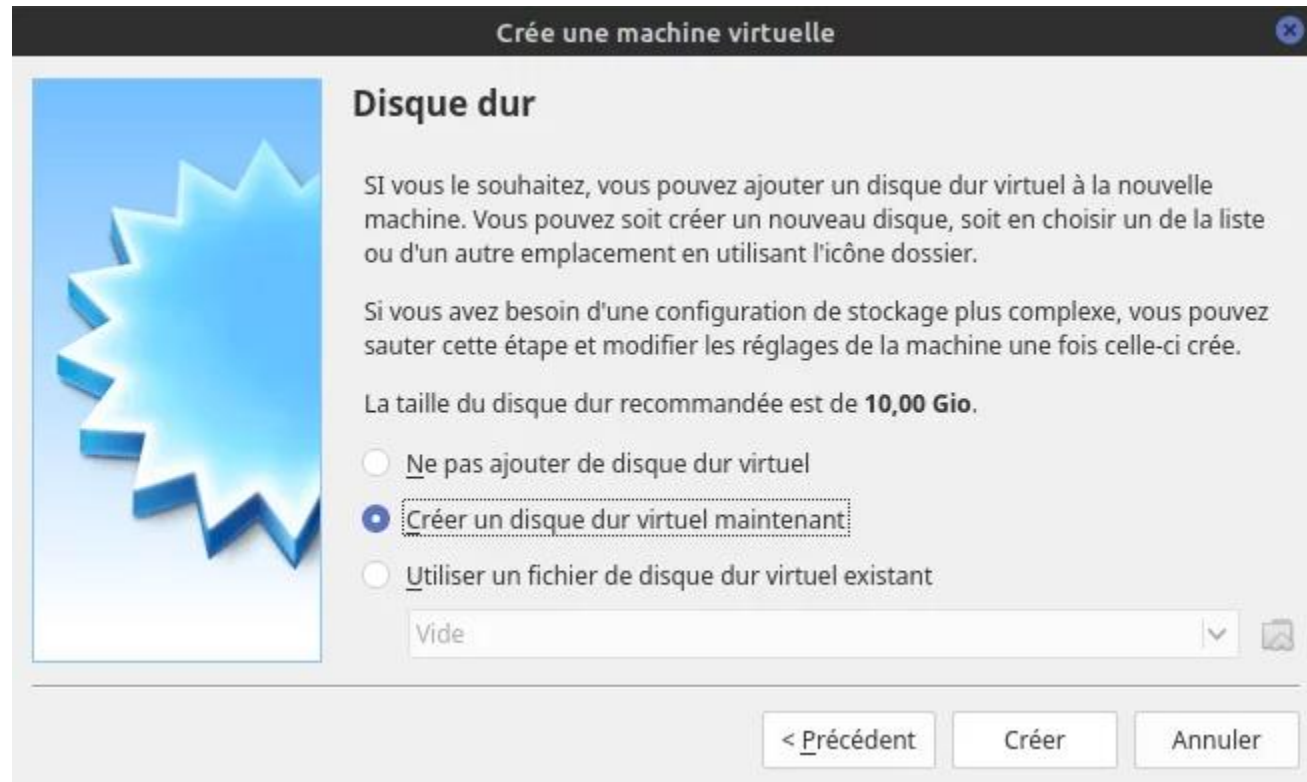 Crée une machine virtuelle
Disque dur
SI vous le souhaitez, vous pouvez ajouter un disque dur virtuel à la nouvelle
machine. Vous pouvez soit créer un nouveau disque, soit en choisir un de la liste
ou d'un autre emplacement en utilisant l'icône dossier.
Si vous avez besoin d'une configuration de stockage plus complexe, vous pouvez
sauter cette étape et modifier les réglages de la machine une fois celle-ci crée.
La taille du disque dur recommandée est de 10,00 Gio.
Ne pas ajouter de disque dur virtuel
Créer un disque dur virtuel maintenant
Utiliser un fichier de disque dur virtuel existant
Vide
< Précédent
Créer
Annuler